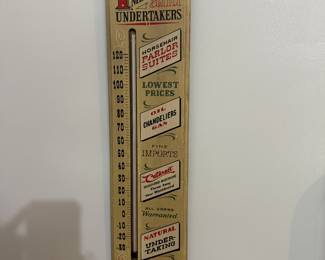 UNDERTAKERS
HORSEHAIR
PARLOR
SUITES
LOWEST
PRICES
OIL
CHANDELIERS
GAS
FINE
IMPORTS
ALL GOODS
Warranted
NATURAL
UNDER-
TAKING
120
110
100
90
80
70
60
50
40
30
20
10
0
10
20